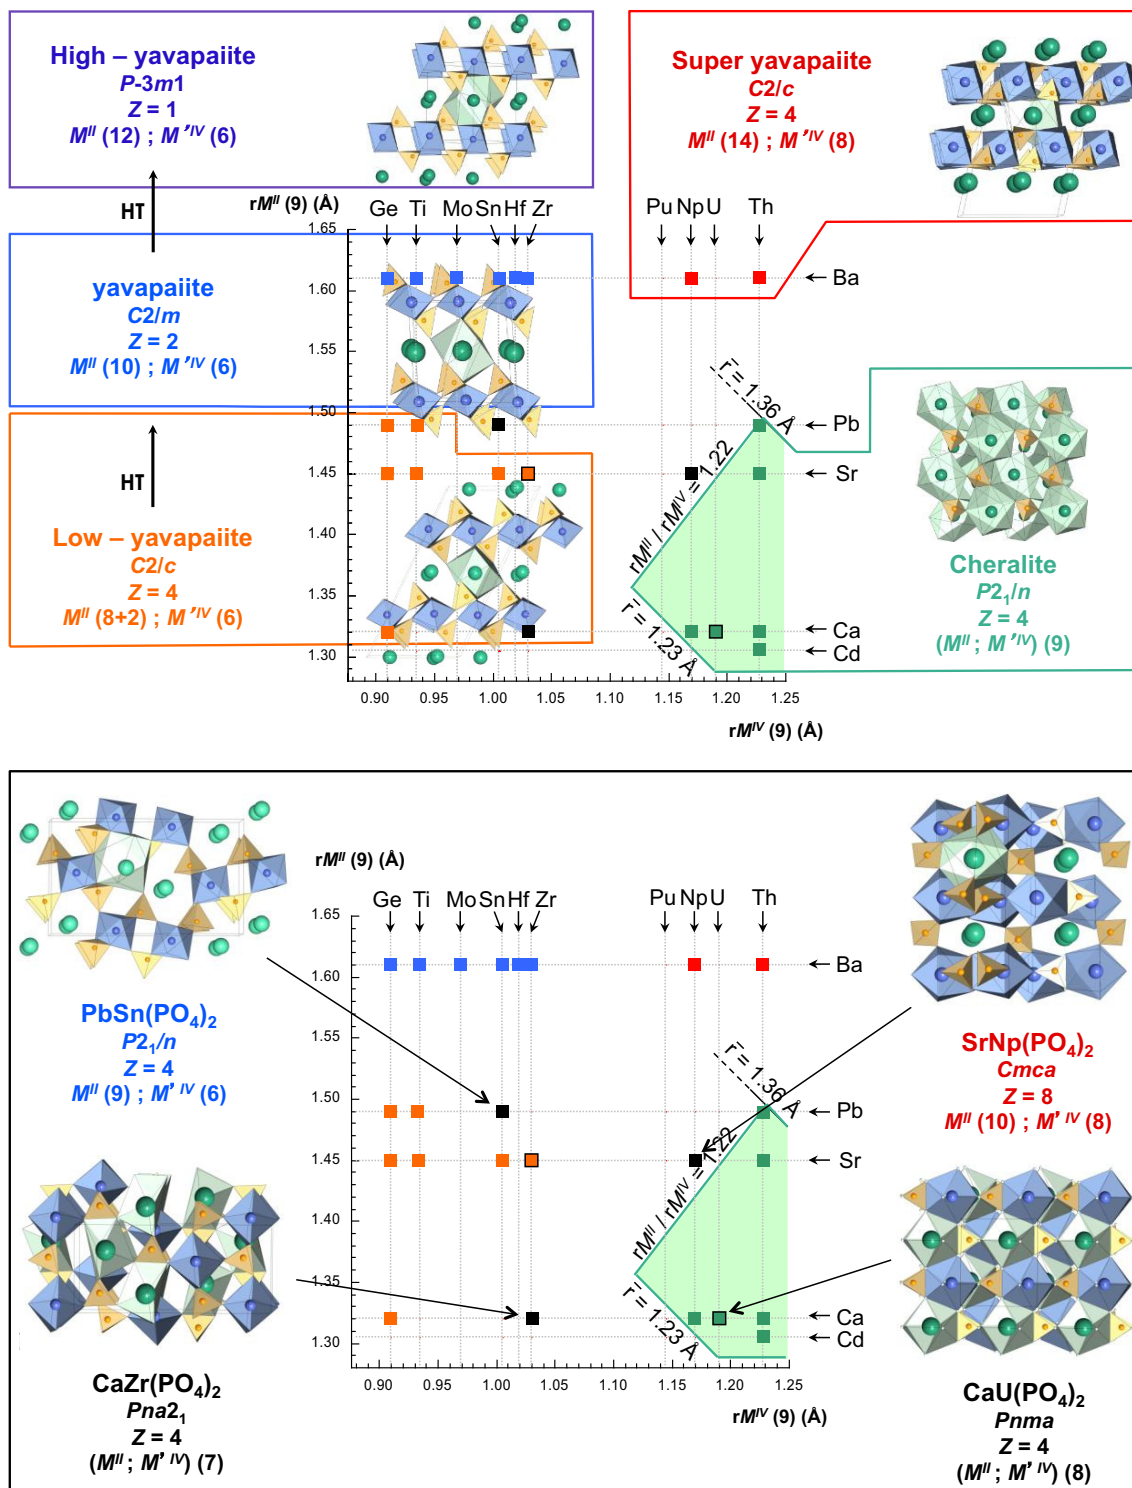 High – yavapaiite
P-3m1
Z = 1
M^II (12) ; M'^IV (6)
Super yavapaiite
C2/c
Z = 4
M^II (14) ; M'^IV (8)
HT
rM^II (9) (Å)
Ge Ti Mo Sn Hf Zr
Pu Np U Th
1.65
1.60
1.55
1.50
1.45
1.40
1.35
1.30
Ba
yavapaiite
C2/m
Z = 2
M^II (10) ; M'^IV (6)
r̄ = 1.36 Å
Pb
Sr
rM^II / rM^IV = 1.22
HT
Low – yavapaiite
C2/c
Z = 4
M^II (8+2) ; M'^IV (6)
Cheralite
P2₁/n
Z = 4
(M^II ; M'^IV) (9)
r̄ = 1.23 Å
Ca
Cd
0.90 0.95 1.00 1.05 1.10 1.15 1.20 1.25
rM^IV (9) (Å)
rM^II (9) (Å)
Ge Ti Mo Sn Hf Zr
Pu Np U Th
1.65
1.60
1.55
1.50
1.45
1.40
1.35
1.30
Ba
PbSn(PO₄)₂
P2₁/n
Z = 4
M^II (9) ; M'^IV (6)
SrNp(PO₄)₂
Cmca
Z = 8
M^II (10) ; M'^IV (8)
r̄ = 1.36 Å
Pb
Sr
rM^II / rM^IV = 1.22
r̄ = 1.23 Å
Ca
Cd
0.90 0.95 1.00 1.05 1.10 1.15 1.20 1.25
rM^IV (9) (Å)
CaZr(PO₄)₂
Pna2₁
Z = 4
(M^II ; M'^IV) (7)
CaU(PO₄)₂
Pnma
Z = 4
(M^II ; M'^IV) (8)